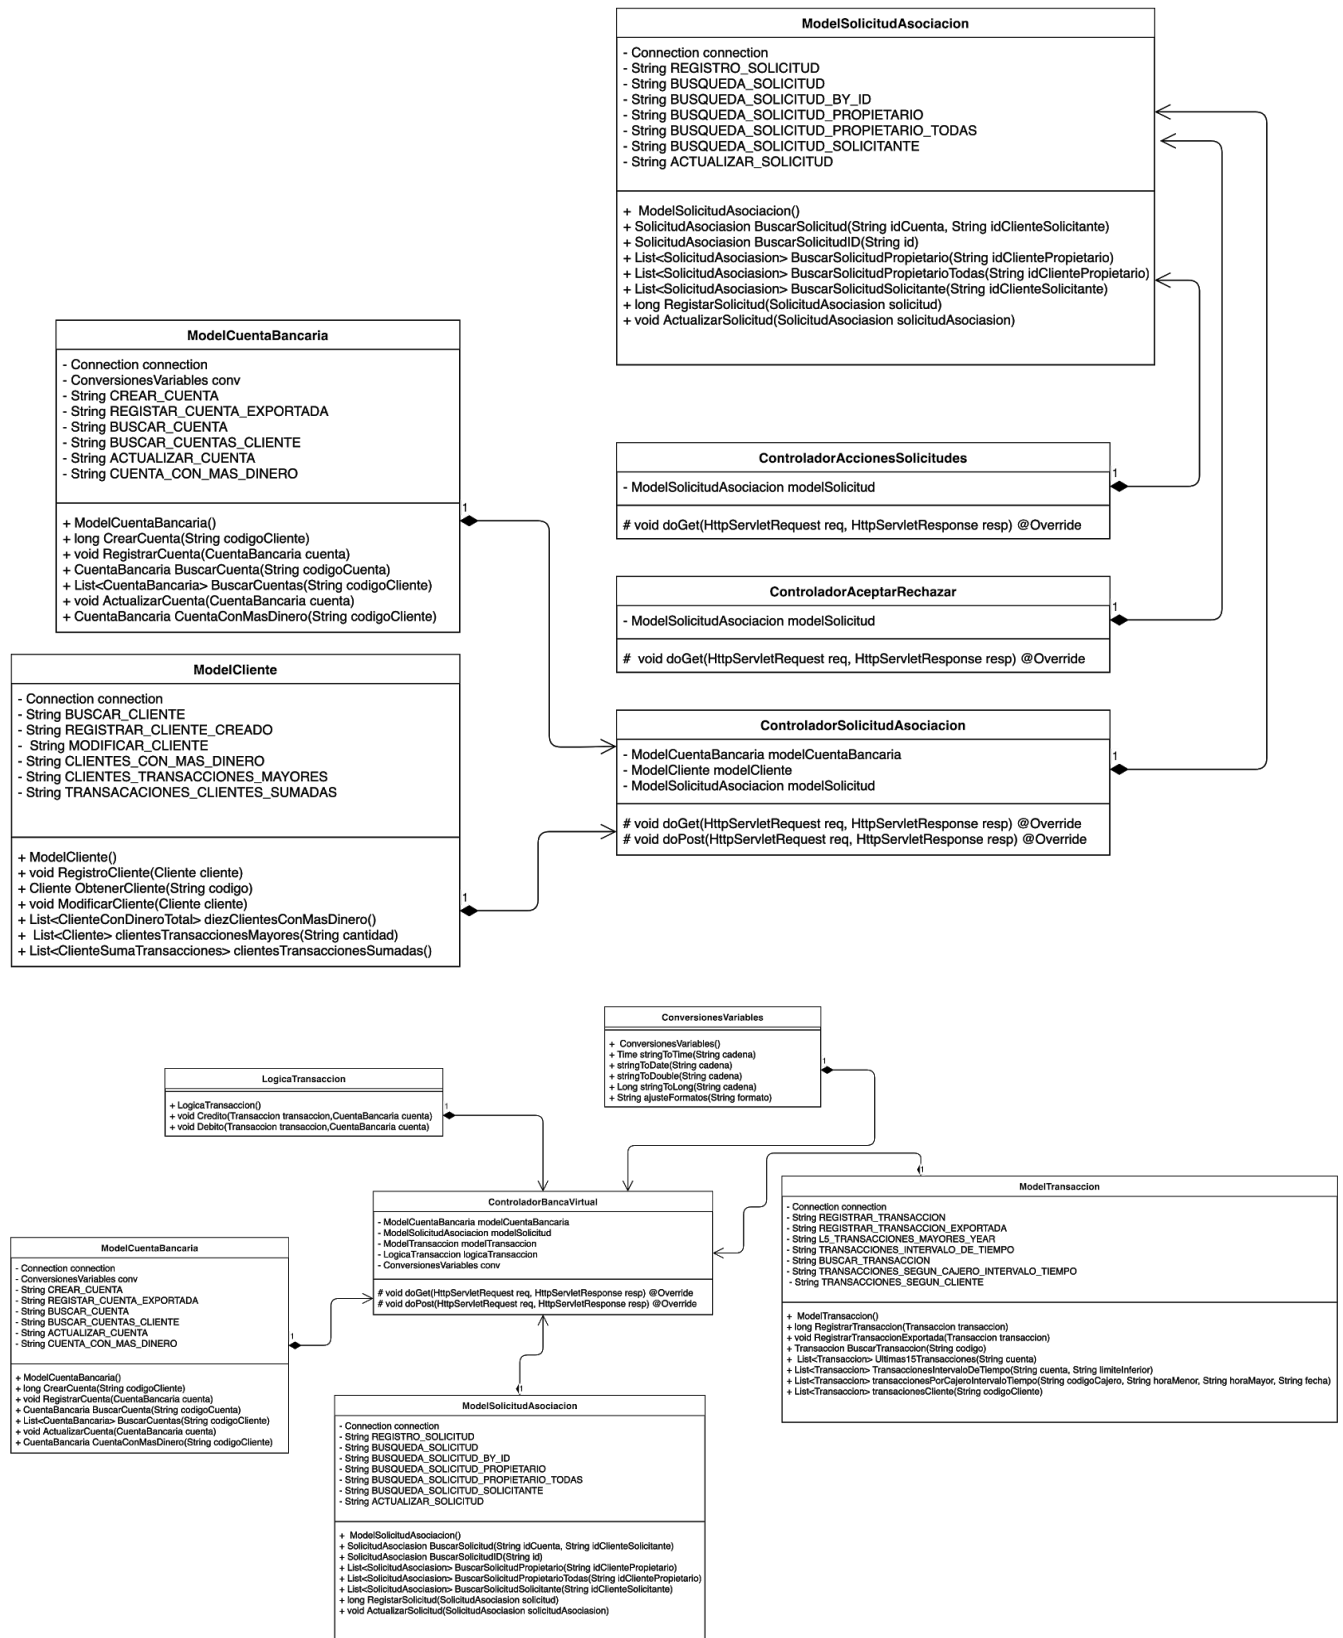 ModelSolicitudAsociacion
- Connection connection
- String REGISTRO_SOLICITUD
- String BUSQUEDA_SOLICITUD
- String BUSQUEDA_SOLICITUD_BY_ID
- String BUSQUEDA_SOLICITUD_PROPIETARIO
- String BUSQUEDA_SOLICITUD_PROPIETARIO_TODAS
- String BUSQUEDA_SOLICITUD_SOLICITANTE
- String ACTUALIZAR_SOLICITUD
+  ModelSolicitudAsociacion()
+ SolicitudAsociasion BuscarSolicitud(String idCuenta, String idClienteSolicitante)
+ SolicitudAsociasion BuscarSolicitudID(String id)
+ List<SolicitudAsociasion> BuscarSolicitudPropietario(String idClientePropietario)
+ List<SolicitudAsociasion> BuscarSolicitudPropietarioTodas(String idClientePropietario)
+ List<SolicitudAsociasion> BuscarSolicitudSolicitante(String idClienteSolicitante)
+ long RegistarSolicitud(SolicitudAsociasion solicitud)
+ void ActualizarSolicitud(SolicitudAsociasion solicitudAsociasion)
ModelCuentaBancaria
- Connection connection
- ConversionesVariables conv
- String CREAR_CUENTA
- String REGISTAR_CUENTA_EXPORTADA
- String BUSCAR_CUENTA
- String BUSCAR_CUENTAS_CLIENTE
- String ACTUALIZAR_CUENTA
- String CUENTA_CON_MAS_DINERO
1
+ ModelCuentaBancaria()
+ long CrearCuenta(String codigoCliente)
+ void RegistrarCuenta(CuentaBancaria cuenta)
+ CuentaBancaria BuscarCuenta(String codigoCuenta)
+ List<CuentaBancaria> BuscarCuentas(String codigoCliente)
+ void ActualizarCuenta(CuentaBancaria cuenta)
+ CuentaBancaria CuentaConMasDinero(String codigoCliente)
ControladorAccionesSolicitudes
- ModelSolicitudAsociacion modelSolicitud
1
# void doGet(HttpServletRequest req, HttpServletResponse resp) @Override
ControladorAceptarRechazar
- ModelSolicitudAsociacion modelSolicitud
1
#  void doGet(HttpServletRequest req, HttpServletResponse resp) @Override
ModelCliente
- Connection connection
- String BUSCAR_CLIENTE
- String REGISTRAR_CLIENTE_CREADO
-  String MODIFICAR_CLIENTE
- String CLIENTES_CON_MAS_DINERO
- String CLIENTES_TRANSACCIONES_MAYORES
- String TRANSACACIONES_CLIENTES_SUMADAS
+ ModelCliente()
+ void RegistroCliente(Cliente cliente)
+ Cliente ObtenerCliente(String codigo)
+ void ModificarCliente(Cliente cliente)
+ List<ClienteConDineroTotal> diezClientesConMasDinero()
+  List<Cliente> clientesTransaccionesMayores(String cantidad)
+ List<ClienteSumaTransacciones> clientesTransaccionesSumadas()
1
ControladorSolicitudAsociacion
- ModelCuentaBancaria modelCuentaBancaria
- ModelCliente modelCliente
- ModelSolicitudAsociacion modelSolicitud
1
# void doGet(HttpServletRequest req, HttpServletResponse resp) @Override
# void doPost(HttpServletRequest req, HttpServletResponse resp) @Override
ConversionesVariables
+  ConversionesVariables()
+ Time stringToTime(String cadena)
+ stringToDate(String cadena)
+ stringToDouble(String cadena)
+ Long stringToLong(String cadena)
+ String ajusteFormatos(String formato)
1
LogicaTransaccion
+ LogicaTransaccion()
+ void Credito(Transaccion transaccion,CuentaBancaria cuenta)
+ void Debito(Transaccion transaccion,CuentaBancaria cuenta)
1
ControladorBancaVirtual
- ModelCuentaBancaria modelCuentaBancaria
- ModelSolicitudAsociacion modelSolicitud
- ModelTransaccion modelTransaccion
- LogicaTransaccion logicaTransaccion
- ConversionesVariables conv
# void doGet(HttpServletRequest req, HttpServletResponse resp) @Override
# void doPost(HttpServletRequest req, HttpServletResponse resp) @Override
1
ModelTransaccion
- Connection connection
- String REGISTRAR_TRANSACCION
- String REGISTRAR_TRANSACCION_EXPORTADA
- String L5_TRANSACCIONES_MAYORES_YEAR
- String TRANSACCIONES_INTERVALO_DE_TIEMPO
- String BUSCAR_TRANSACCION
- String TRANSACCIONES_SEGUN_CAJERO_INTERVALO_TIEMPO
- String TRANSACCIONES_SEGUN_CLIENTE
+  ModelTransaccion()
+ long RegistrarTransaccion(Transaccion transaccion)
+ void RegistrarTransaccionExportada(Transaccion transaccion)
+ Transaccion BuscarTransaccion(String codigo)
+  List<Transaccion> Ultimas15Transacciones(String cuenta)
+ List<Transaccion> TransaccionesIntervaloDeTiempo(String cuenta, String limiteInferior)
+ List<Transaccion> transaccionesPorCajeroIntervaloTiempo(String codigoCajero, String horaMenor, String horaMayor, String fecha)
+ List<Transaccion> transacionesCliente(String codigoCliente)
ModelCuentaBancaria
- Connection connection
- ConversionesVariables conv
- String CREAR_CUENTA
- String REGISTAR_CUENTA_EXPORTADA
- String BUSCAR_CUENTA
- String BUSCAR_CUENTAS_CLIENTE
- String ACTUALIZAR_CUENTA
- String CUENTA_CON_MAS_DINERO
1
+ ModelCuentaBancaria()
+ long CrearCuenta(String codigoCliente)
+ void RegistrarCuenta(CuentaBancaria cuenta)
+ CuentaBancaria BuscarCuenta(String codigoCuenta)
+ List<CuentaBancaria> BuscarCuentas(String codigoCliente)
+ void ActualizarCuenta(CuentaBancaria cuenta)
+ CuentaBancaria CuentaConMasDinero(String codigoCliente)
1
ModelSolicitudAsociacion
- Connection connection
- String REGISTRO_SOLICITUD
- String BUSQUEDA_SOLICITUD
- String BUSQUEDA_SOLICITUD_BY_ID
- String BUSQUEDA_SOLICITUD_PROPIETARIO
- String BUSQUEDA_SOLICITUD_PROPIETARIO_TODAS
- String BUSQUEDA_SOLICITUD_SOLICITANTE
- String ACTUALIZAR_SOLICITUD
+  ModelSolicitudAsociacion()
+ SolicitudAsociasion BuscarSolicitud(String idCuenta, String idClienteSolicitante)
+ SolicitudAsociasion BuscarSolicitudID(String id)
+ List<SolicitudAsociasion> BuscarSolicitudPropietario(String idClientePropietario)
+ List<SolicitudAsociasion> BuscarSolicitudPropietarioTodas(String idClientePropietario)
+ List<SolicitudAsociasion> BuscarSolicitudSolicitante(String idClienteSolicitante)
+ long RegistarSolicitud(SolicitudAsociasion solicitud)
+ void ActualizarSolicitud(SolicitudAsociasion solicitudAsociasion)